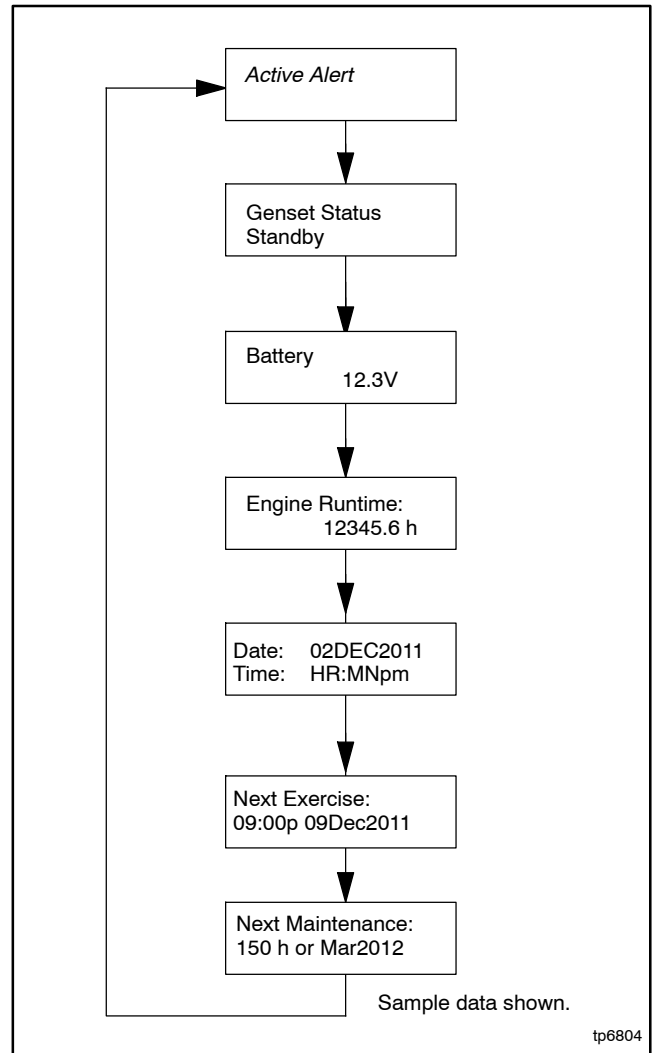 Active Alert
Genset Status
Standby
Battery
12.3V
Engine Runtime:
12345.6 h
Date: 02DEC2011
Time: HR:MNpm
Next Exercise:
09:00p 09Dec2011
Next Maintenance:
150 h or Mar2012
Sample data shown.
tp6804